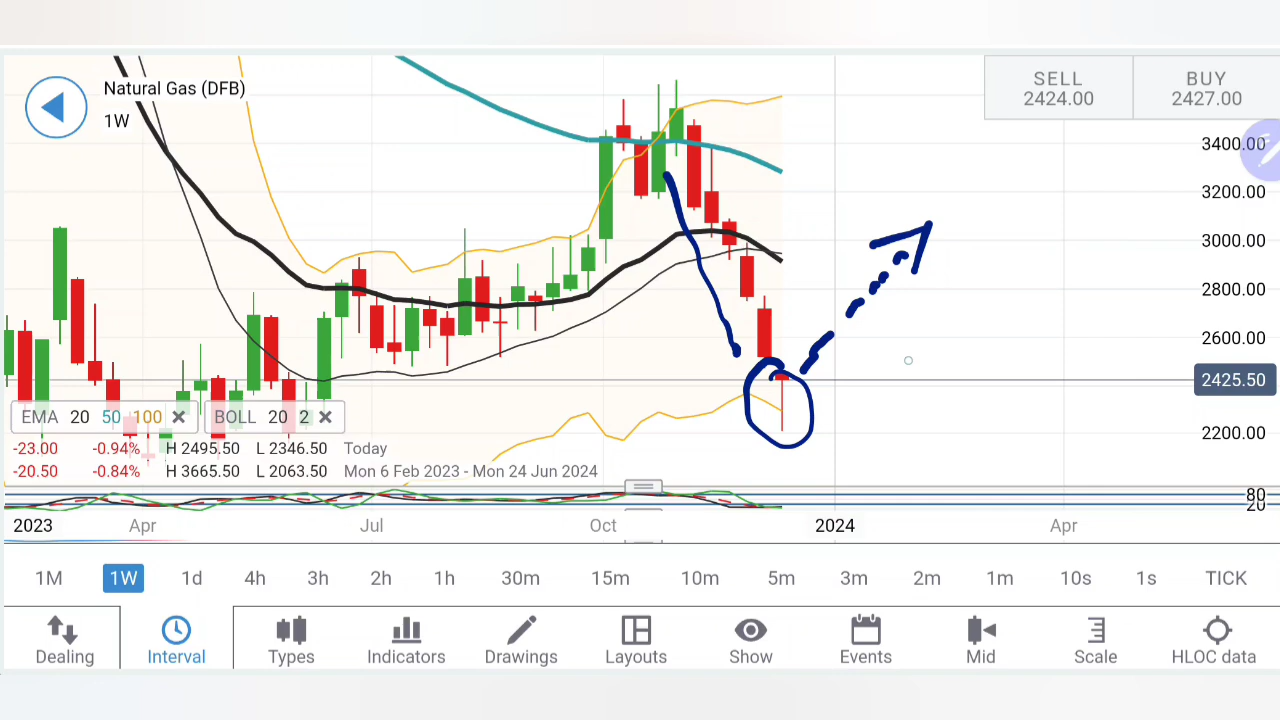 Natural Gas (DFB)
1W
SELL
2424.00
BUY
2427.00
3400.00
3200.00
3000.00
2800.00
2600.00
2425.50
2200.00
EMA 20 50 100 BOLL 20 2
-23.00 -0.94% H 2495.50 L 2346.50 Today
-20.50 -0.84% H 3665.50 L 2063.50 Mon 6 Feb 2023 - Mon 24 Jun 2024
80
20
2023 Apr Jul Oct 2024 Apr
1M 1W 1d 4h 3h 2h 1h 30m 15m 10m 5m 3m 2m 1m 10s 1s TICK
Dealing Interval Types Indicators Drawings Layouts Show Events Mid Scale HLOC data